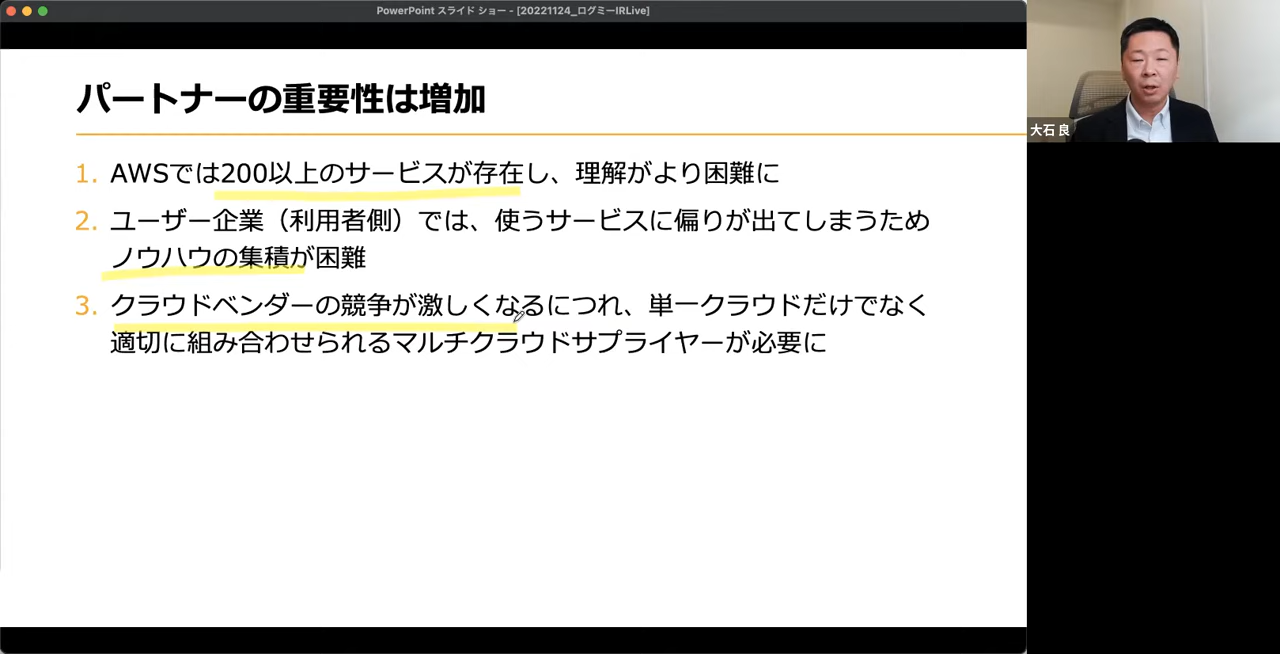 PowerPoint スライド ショー - [20221124_ログミーIRLive]
パートナーの重要性は増加
1. AWSでは200以上のサービスが存在し、理解がより困難に
2. ユーザー企業（利用者側）では、使うサービスに偏りが出てしまうため
ノウハウの集積が困難
3. クラウドベンダーの競争が激しくなるにつれ、単一クラウドだけでなく
適切に組み合わせられるマルチクラウドサプライヤーが必要に
大石 良